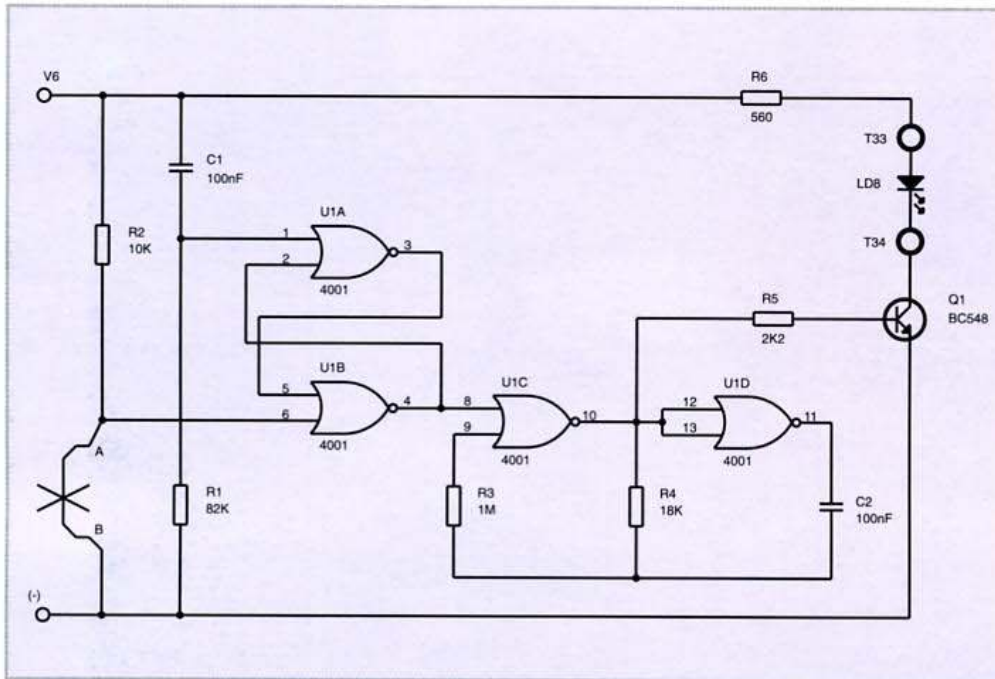 V6
R6
560
T33
C1
100nF
LD8
U1A
R2
10K
1
3
2
T34
4001
R5
Q1
BC548
2K2
U1B
U1C
U1D
5
4
8
12
11
6
10
13
9
4001
4001
4001
A
R3
1M
R4
18K
C2
100nF
R1
82K
B
(-)